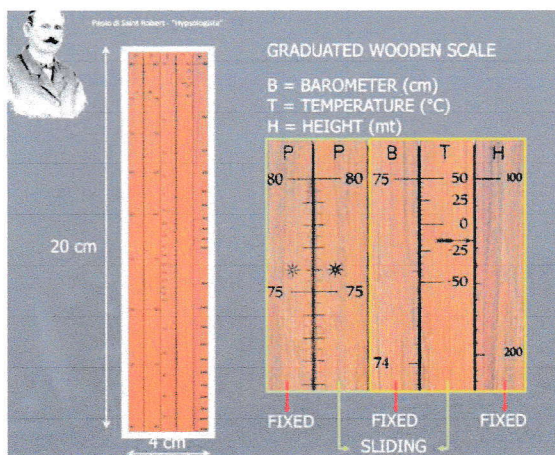 Paolo di Saint Robert - "Hypsologista"
GRADUATED WOODEN SCALE
B = BAROMETER (cm)
T = TEMPERATURE (°C)
H = HEIGHT (mt)
P P B T H
80 80 75 50 100
25
0
-25
75 75 -50
74 200
20 cm
4 cm
FIXED FIXED FIXED
SLIDING